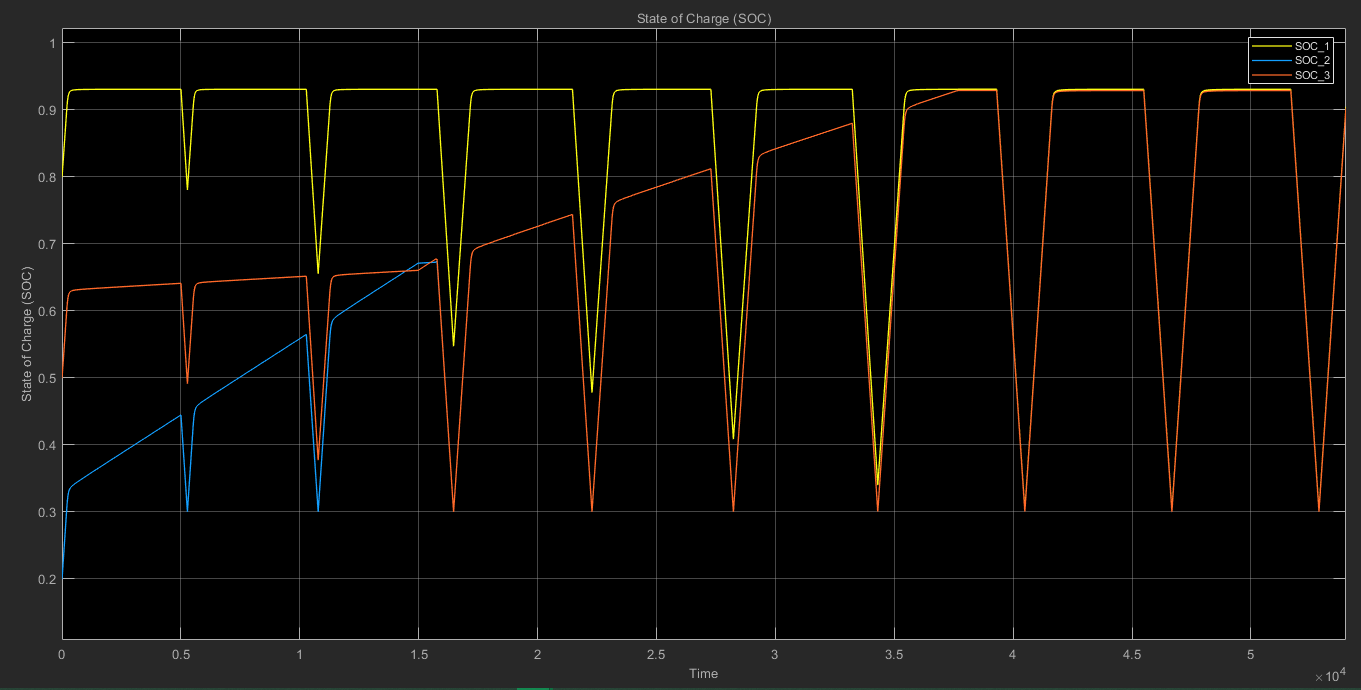 State of Charge (SOC)
SOC_1
SOC_2
SOC_3
1
0.9
0.8
0.7
0.6
0.5
0.4
0.3
0.2
State of Charge (SOC)
0 0.5 1 1.5 2 2.5 3 3.5 4 4.5 5
Time
×10⁴